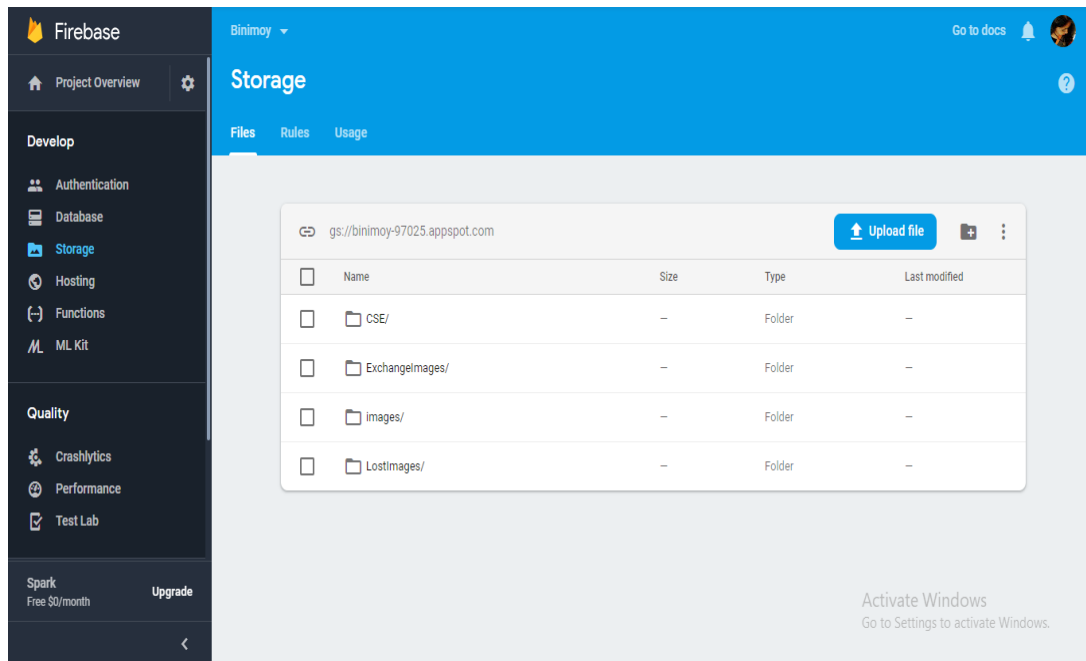 Firebase
Binimoy
Go to docs
Project Overview
Storage
?
Files Rules Usage
Develop
Authentication
Database
Storage
Hosting
Functions
ML Kit
gs://binimoy-97025.appspot.com
Upload file
Name Size Type Last modified
CSE/ – Folder –
ExchangeImages/ – Folder –
images/ – Folder –
LostImages/ – Folder –
Quality
Crashlytics
Performance
Test Lab
Spark
Free $0/month
Upgrade
Activate Windows
Go to Settings to activate Windows.